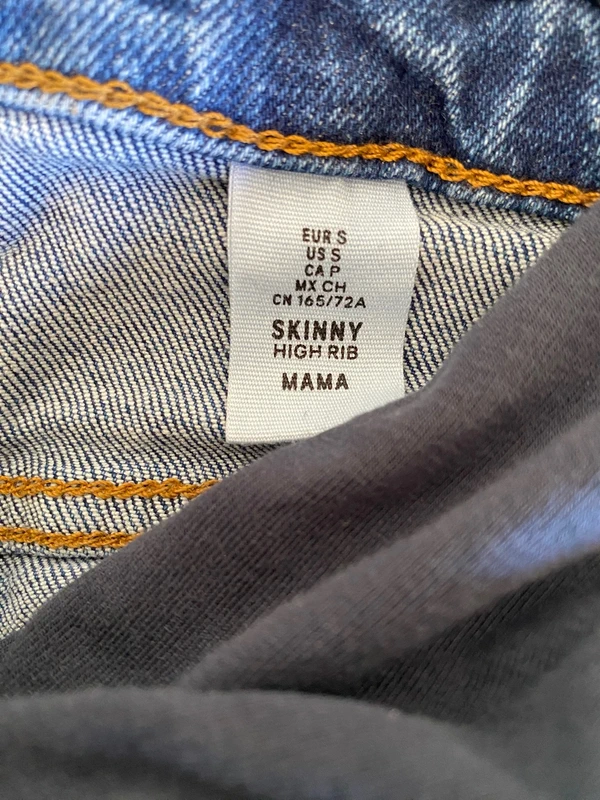 EUR S
US S
CA P
MX CH
CN 165/72A
SKINNY
HIGH RIB
MAMA